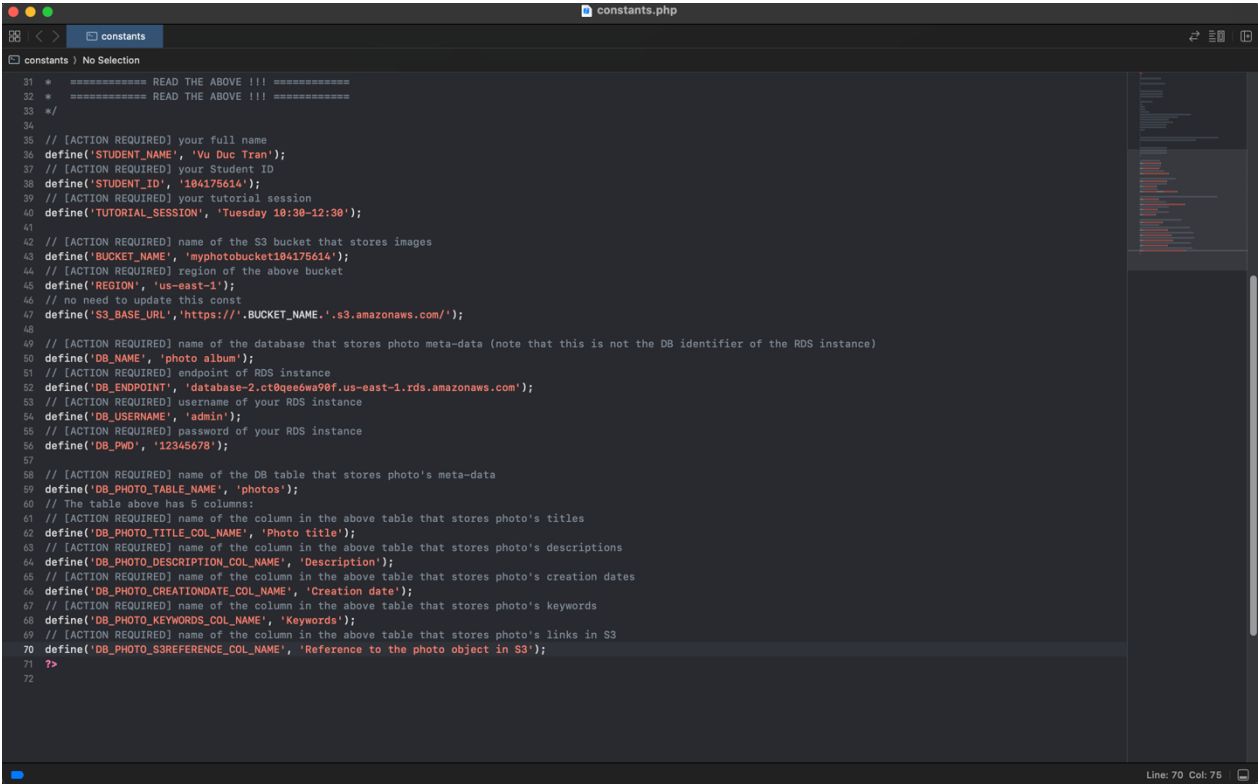 constants.php
constants
constants 〉 No Selection
31 * ============ READ THE ABOVE !!! ============
32 * ============ READ THE ABOVE !!! ============
33 */
34
35 // [ACTION REQUIRED] your full name
36 define('STUDENT_NAME', 'Vu Duc Tran');
37 // [ACTION REQUIRED] your Student ID
38 define('STUDENT_ID', '104175614');
39 // [ACTION REQUIRED] your tutorial session
40 define('TUTORIAL_SESSION', 'Tuesday 10:30-12:30');
41
42 // [ACTION REQUIRED] name of the S3 bucket that stores images
43 define('BUCKET_NAME', 'myphotobucket104175614');
44 // [ACTION REQUIRED] region of the above bucket
45 define('REGION', 'us-east-1');
46 // no need to update this const
47 define('S3_BASE_URL','https://'.BUCKET_NAME.'.s3.amazonaws.com/');
48
49 // [ACTION REQUIRED] name of the database that stores photo meta-data (note that this is not the DB identifier of the RDS instance)
50 define('DB_NAME', 'photo album');
51 // [ACTION REQUIRED] endpoint of RDS instance
52 define('DB_ENDPOINT', 'database-2.ct0qee6wa90f.us-east-1.rds.amazonaws.com');
53 // [ACTION REQUIRED] username of your RDS instance
54 define('DB_USERNAME', 'admin');
55 // [ACTION REQUIRED] password of your RDS instance
56 define('DB_PWD', '12345678');
57
58 // [ACTION REQUIRED] name of the DB table that stores photo's meta-data
59 define('DB_PHOTO_TABLE_NAME', 'photos');
60 // The table above has 5 columns:
61 // [ACTION REQUIRED] name of the column in the above table that stores photo's titles
62 define('DB_PHOTO_TITLE_COL_NAME', 'Photo title');
63 // [ACTION REQUIRED] name of the column in the above table that stores photo's descriptions
64 define('DB_PHOTO_DESCRIPTION_COL_NAME', 'Description');
65 // [ACTION REQUIRED] name of the column in the above table that stores photo's creation dates
66 define('DB_PHOTO_CREATIONDATE_COL_NAME', 'Creation date');
67 // [ACTION REQUIRED] name of the column in the above table that stores photo's keywords
68 define('DB_PHOTO_KEYWORDS_COL_NAME', 'Keywords');
69 // [ACTION REQUIRED] name of the column in the above table that stores photo's links in S3
70 define('DB_PHOTO_S3REFERENCE_COL_NAME', 'Reference to the photo object in S3');
71 ?>
72
Line: 70 Col: 75